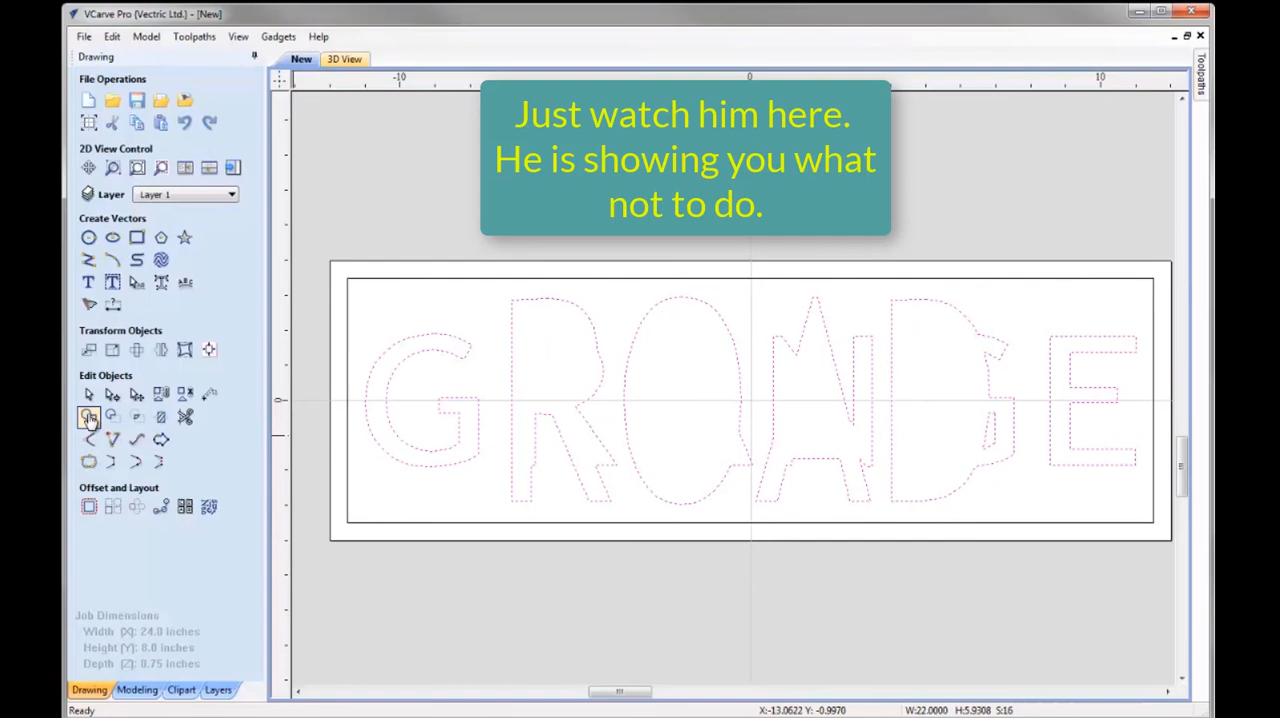 VCarve Pro {Vectric Ltd.} - [New]
File Edit Model Toolpaths View Gadgets Help
Drawing
New 3D View
Toolpaths
File Operations
-10 0 10
Just watch him here.
He is showing you what
not to do.
2D View Control
Layer Layer 1
Create Vectors
Transform Objects
Edit Objects
0
GROANDGE
Offset and Layout
Job Dimensions
Width (X): 24.0 inches
Height (Y): 8.0 inches
Depth (Z): 0.75 inches
Drawing Modeling Clipart Layers
Ready X:-13.0622 Y: -0.9970 W:22.0000 H:5.9308 S:16